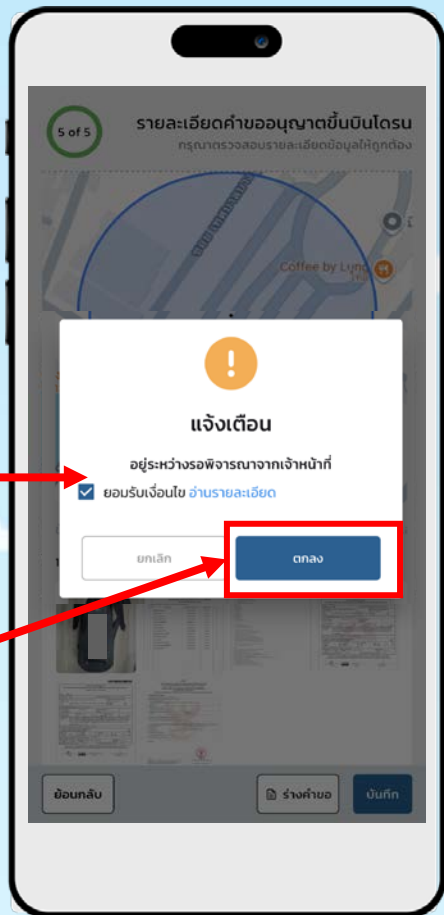 5 of 5
รายละเอียดคำขออนุญาตขึ้นบินโดรน
กรุณาตรวจสอบรายละเอียดข้อมูลให้ถูกต้อง
Coffee by Lung
!
แจ้งเตือน
อยู่ระหว่างรอพิจารณาจากเจ้าหน้าที่
ยอมรับเงื่อนไข อ่านรายละเอียด
ยกเลิก
ตกลง
ย้อนกลับ
ร่างคำขอ
บันทึก